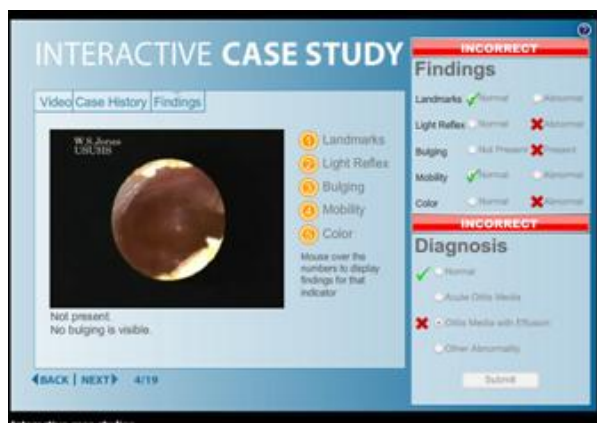 INTERACTIVE CASE STUDY
Video Case History Findings
W.S.Jones
USUHS
1 Landmarks
2 Light Reflex
3 Bulging
4 Mobility
5 Color
Mouse over the
numbers to display
findings for that
indicator
Not present.
No bulging is visible.
BACK | NEXT 4/19
INCORRECT
Findings
Landmarks Normal Abnormal
Light Reflex Normal Abnormal
Bulging Not Present Present
Mobility Normal Abnormal
Color Normal Abnormal
INCORRECT
Diagnosis
Normal
Acute Otitis Media
Otitis Media with Effusion
Other Abnormality
Submit